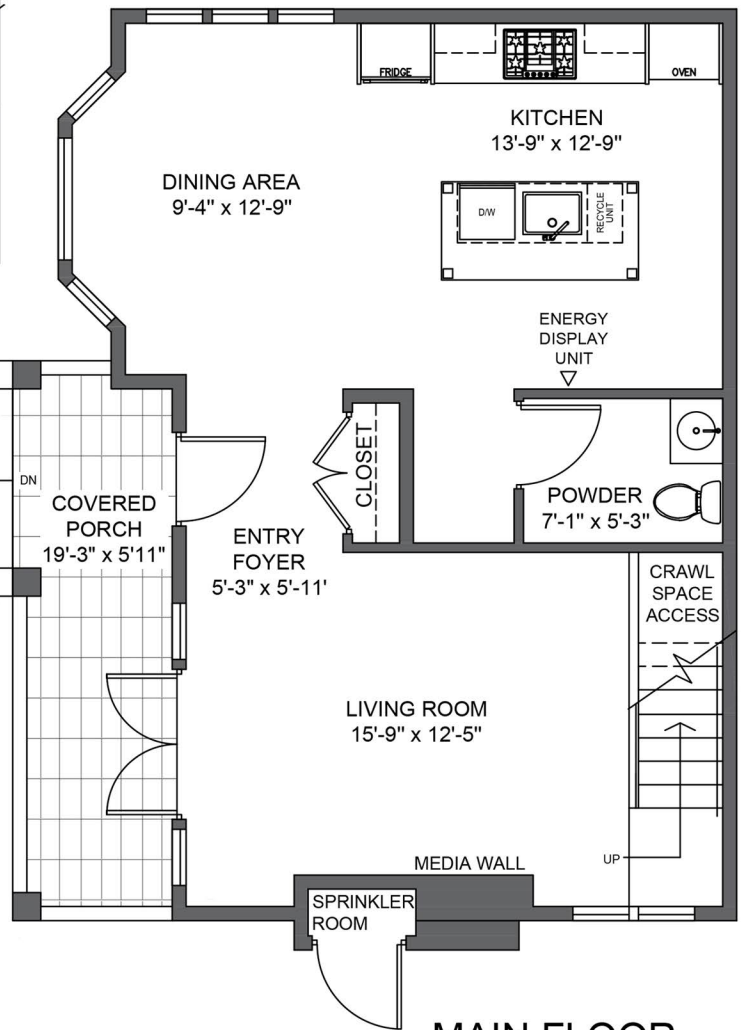 FRIDGE
OVEN
KITCHEN
13'-9" x 12'-9"
DINING AREA
9'-4" x 12'-9"
D/W
RECYCLE
UNIT
ENERGY
DISPLAY
UNIT
CLOSET
DN
COVERED
PORCH
19'-3" x 5'11"
POWDER
7'-1" x 5'-3"
ENTRY
FOYER
5'-3" x 5'-11'
CRAWL
SPACE
ACCESS
LIVING ROOM
15'-9" x 12'-5"
MEDIA WALL
UP
SPRINKLER
ROOM
MAIN FLOOR